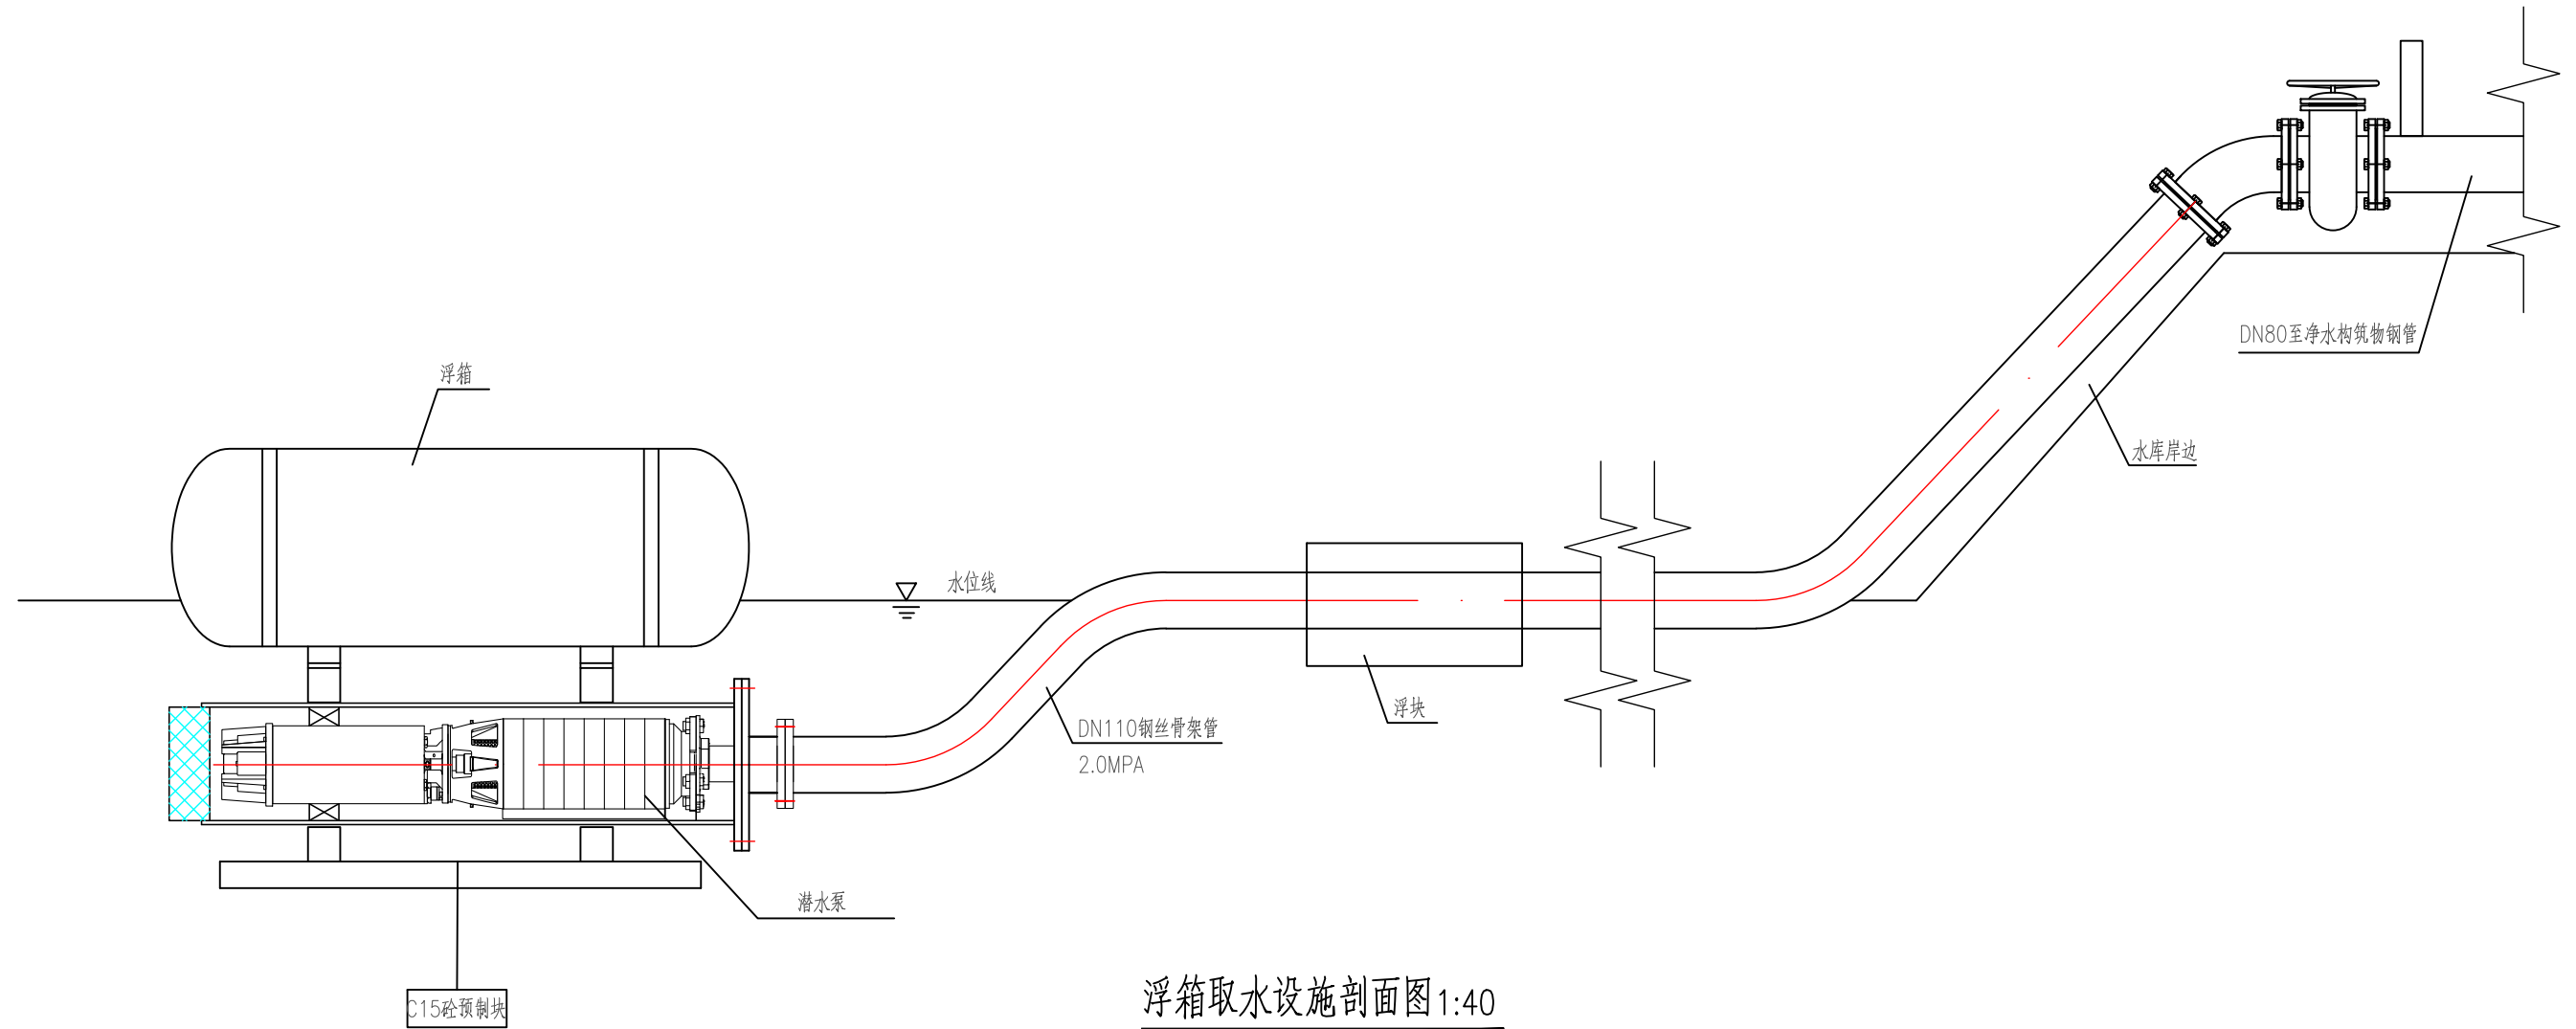 DN80至净水构筑物钢管
浮箱
水库岸边
水位线
浮块
DN110钢丝骨架管
2.0MPA
潜水泵
C15砼预制块
浮箱取水设施剖面图1:40